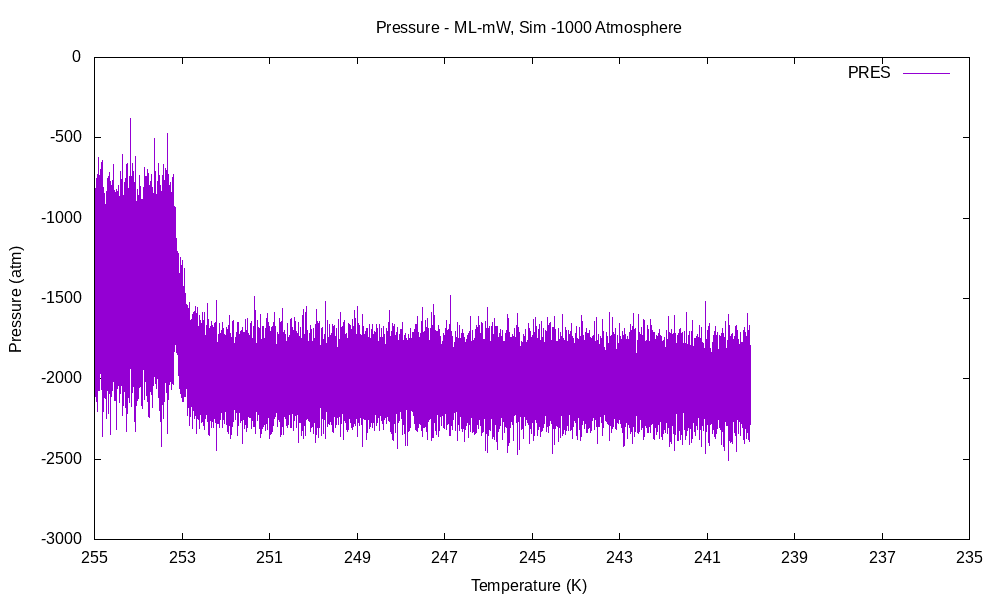 Pressure - ML-mW, Sim -1000 Atmosphere
PRES
0
-500
-1000
-1500
-2000
-2500
-3000
Pressure (atm)
255 253 251 249 247 245 243 241 239 237 235
Temperature (K)